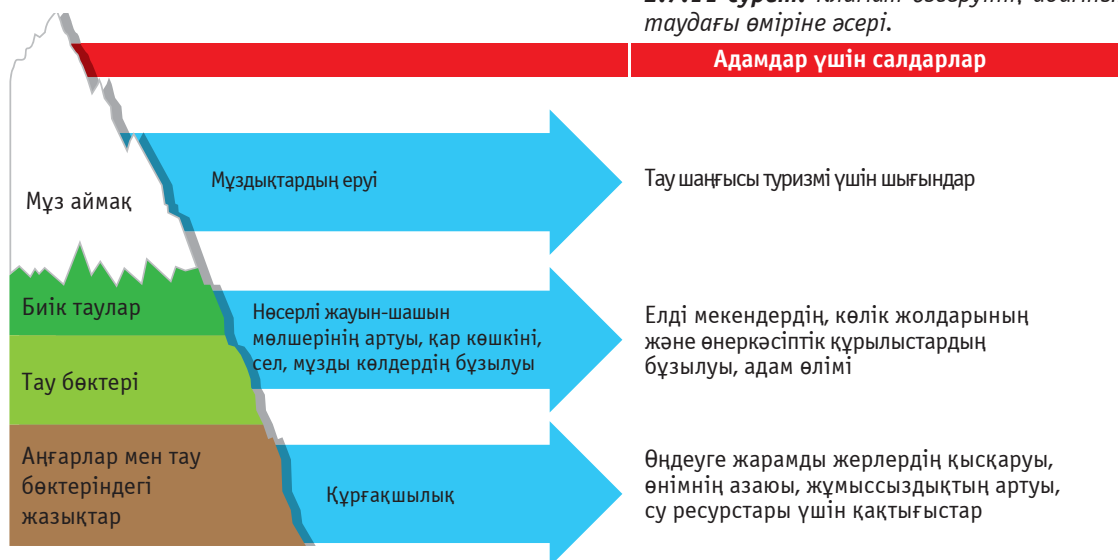 таудағы өміріне әсері.
Адамдар үшін салдарлар
Мұз аймақ
Мұздықтардың еруі
Тау шаңғысы туризмі үшін шығындар
Биік таулар
Тау бөктері
Нөсерлі жауын-шашын
мөлшерінің артуы, қар көшкіні,
сел, мұзды көлдердің бұзылуы
Елді мекендердің, көлік жолдарының
және өнеркәсіптік құрылыстардың
бұзылуы, адам өлімі
Аңғарлар мен тау
бөктеріндегі
жазықтар
Құрғақшылық
Өңдеуге жарамды жерлердің қысқаруы,
өнімнің азаюы, жұмыссыздықтың артуы,
су ресурстары үшін қақтығыстар